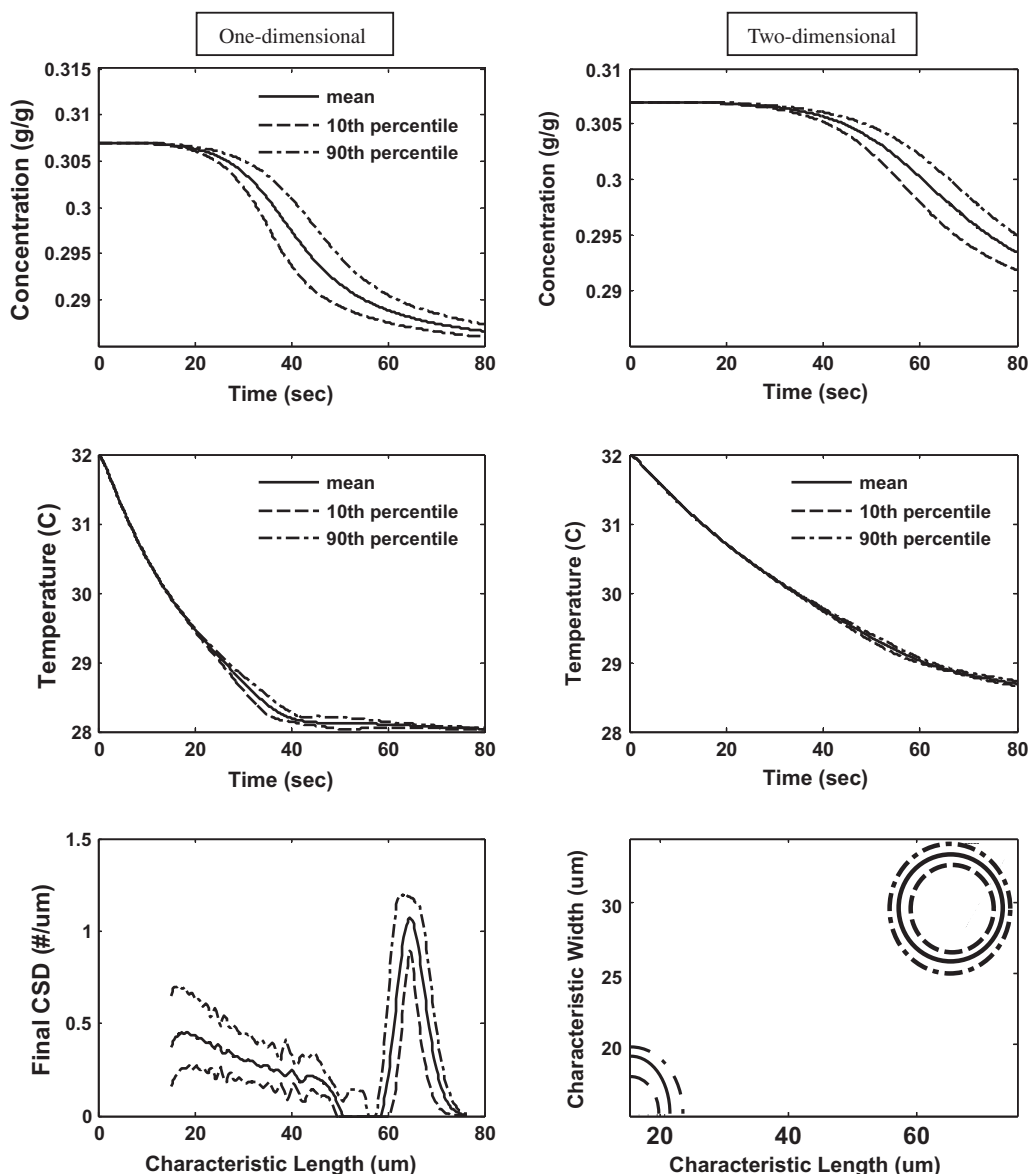 One-dimensional
Two-dimensional
0.315
0.31
0.305
0.3
0.295
0.29
Concentration (g/g)
mean
10th percentile
90th percentile
0 20 40 60 80
Time (sec)
0.31
0.305
0.3
0.295
0.29
Concentration (g/g)
0 20 40 60 80
Time (sec)
32
31
30
29
28
Temperature (C)
mean
10th percentile
90th percentile
0 20 40 60 80
Time (sec)
32
31
30
29
28
Temperature (C)
mean
10th percentile
90th percentile
0 20 40 60 80
Time (sec)
1.5
1
0.5
0
Final CSD (#/um)
0 20 40 60 80
Characteristic Length (um)
30
25
20
Characteristic Width (um)
20 40 60
Characteristic Length (um)